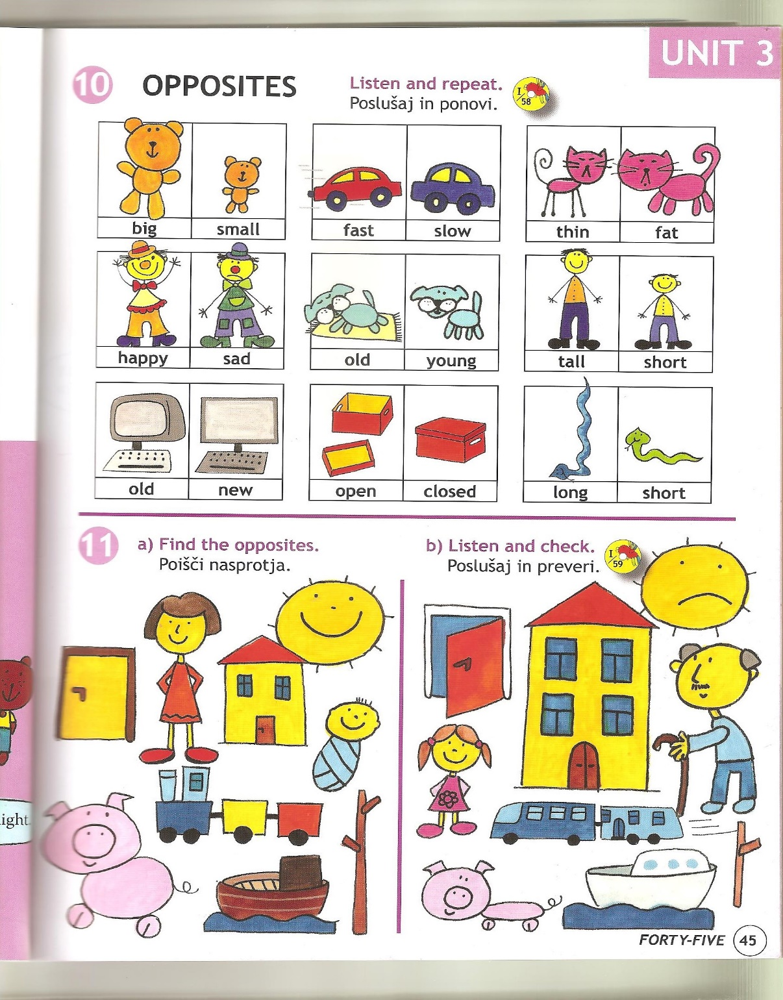 UNIT 3
10 OPPOSITES
Listen and repeat.
Poslušaj in ponovi.
I/58
big small
fast slow
thin fat
happy sad
old young
tall short
old new
open closed
long short
11 a) Find the opposites.
Poišči nasprotja.
b) Listen and check.
Poslušaj in preveri.
I/59
ight.
FORTY-FIVE 45